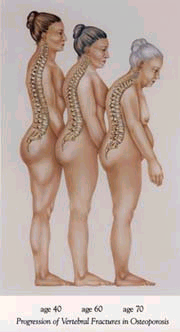 age 40 age 60 age 70
Progression of Vertebral Fractures in Osteoporosis